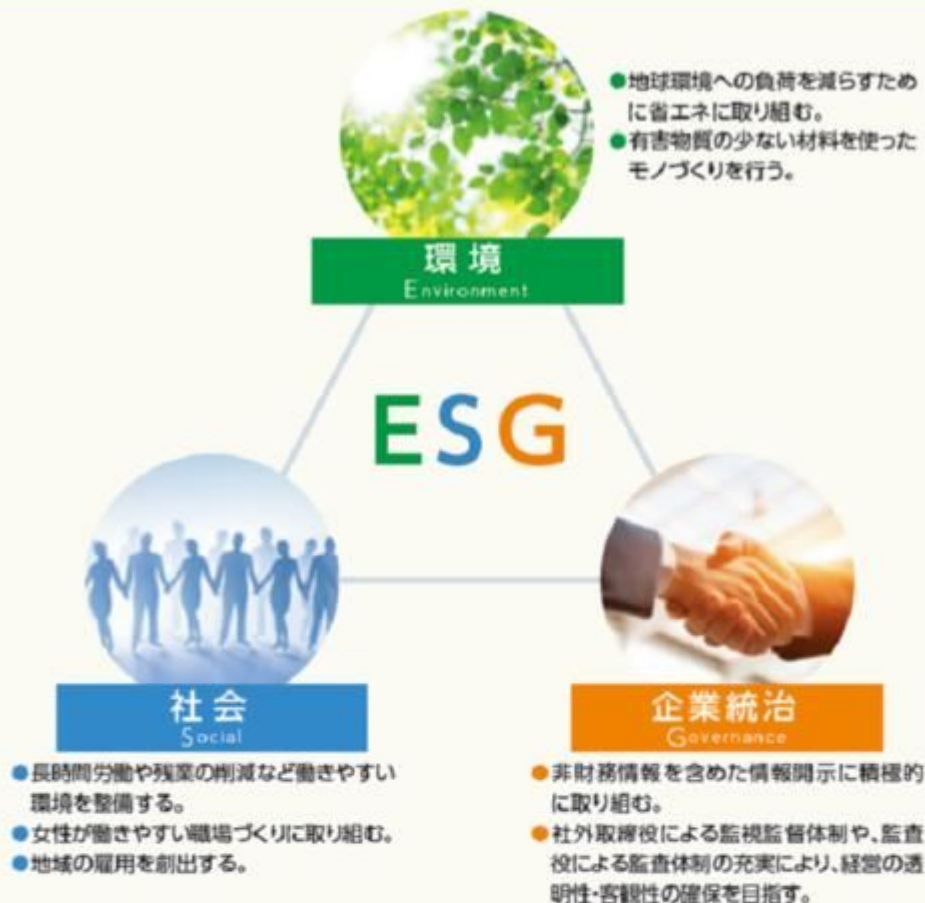 ●地球環境への負荷を減らすため
に省エネに取り組む。
●有害物質の少ない材料を使った
モノづくりを行う。
環境
Environment
ESG
社会
Social
●長時間労働や残業の削減など働きやすい
環境を整備する。
●女性が働きやすい職場づくりに取り組む。
●地域の雇用を創出する。
企業統治
Governance
●非財務情報を含めた情報開示に積極的
に取り組む。
●社外取締役による監視監督体制や、監査
役による監査体制の充実により、経営の透
明性・客観性の確保を目指す。